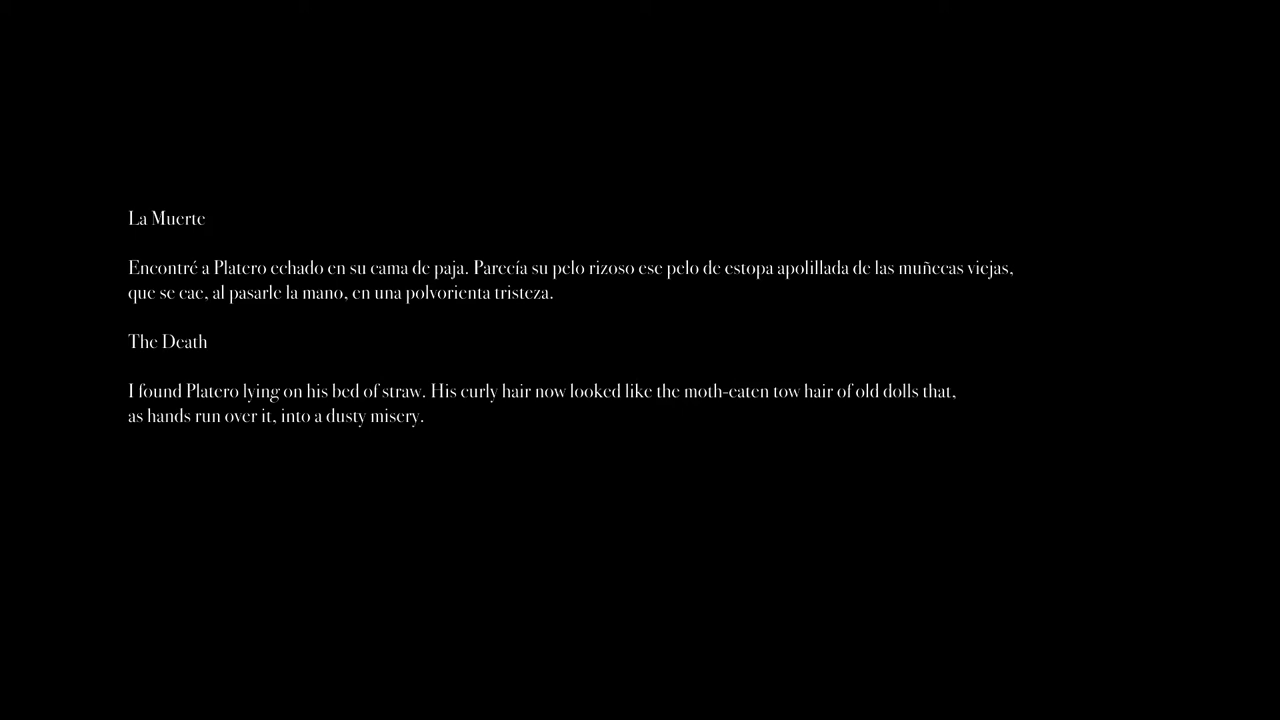 La Muerte
Encontré a Platero echado en su cama de paja. Parecía su pelo rizoso ese pelo de estopa apolillada de las muñecas viejas,
que se cae, al pasarle la mano, en una polvorienta tristeza.
The Death
I found Platero lying on his bed of straw. His curly hair now looked like the moth-eaten tow hair of old dolls that,
as hands run over it, into a dusty misery.